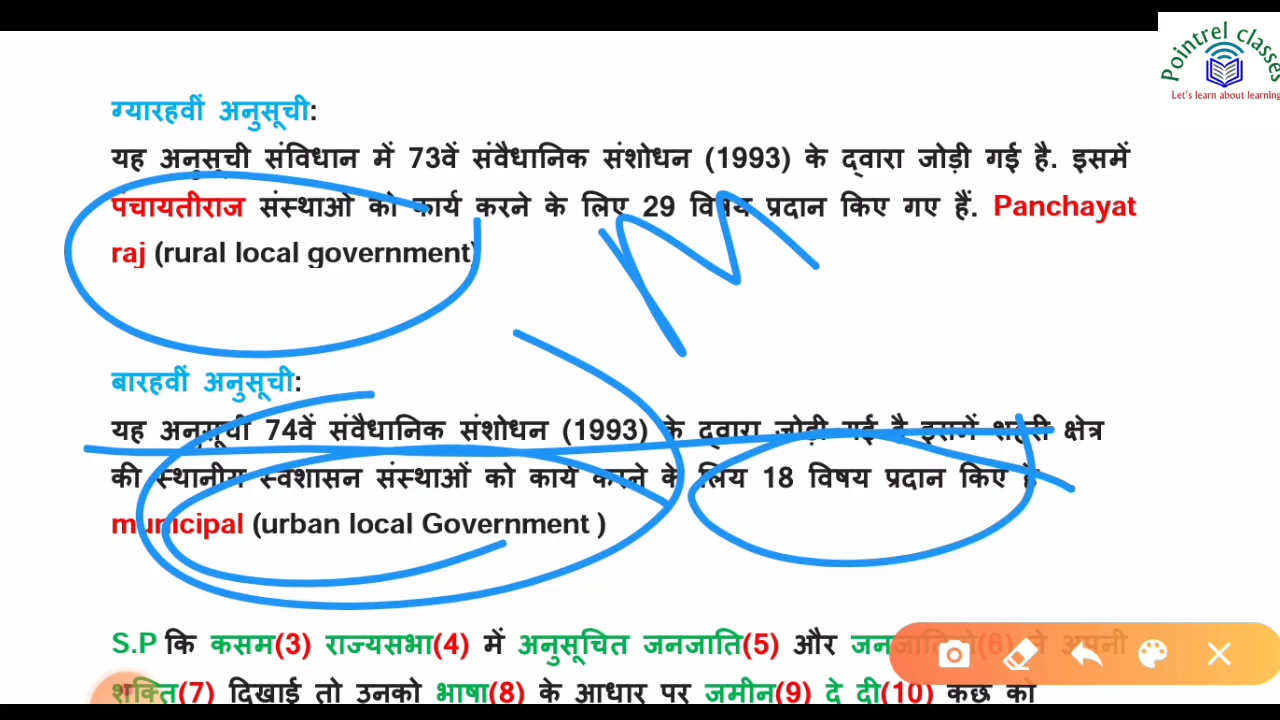 Pointrel classes
Let's learn about learning
ग्यारहवीं अनुसूची:
यह अनुसूची संविधान में 73वें संवैधानिक संशोधन (1993) के द्वारा जोड़ी गई है. इसमें
पंचायतीराज संस्थाओ को कार्य करने के लिए 29 विषय प्रदान किए गए हैं. Panchayat
raj (rural local government)
M
बारहवीं अनुसूची:
यह अनुसूची 74वें संवैधानिक संशोधन (1993) के द्वारा जोड़ी गई है इसमें शहरी क्षेत्र
की स्थानीय स्वशासन संस्थाओं को कार्य करने के लिय 18 विषय प्रदान किए है
municipal (urban local Government )
S.P कि कसम(3) राज्यसभा(4) में अनुसूचित जनजाति(5) और जनजातियो(6) ने अपनी
शक्ति(7) दिखाई तो उनको भाषा(8) के आधार पर जमीन(9) दे दी(10) कछ को